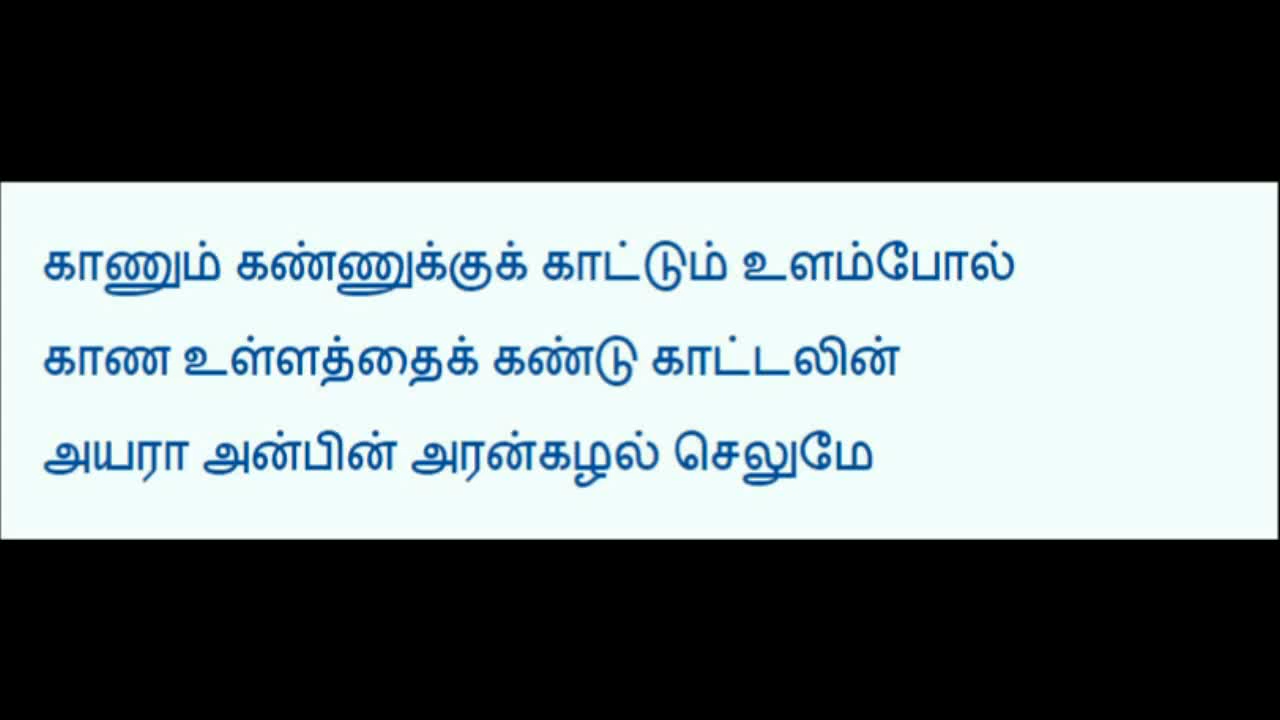 காணும் கண்ணுக்குக் காட்டும் உளம்போல்
காண உள்ளத்தைக் கண்டு காட்டலின்
அயரா அன்பின் அரன்கழல் செலுமே